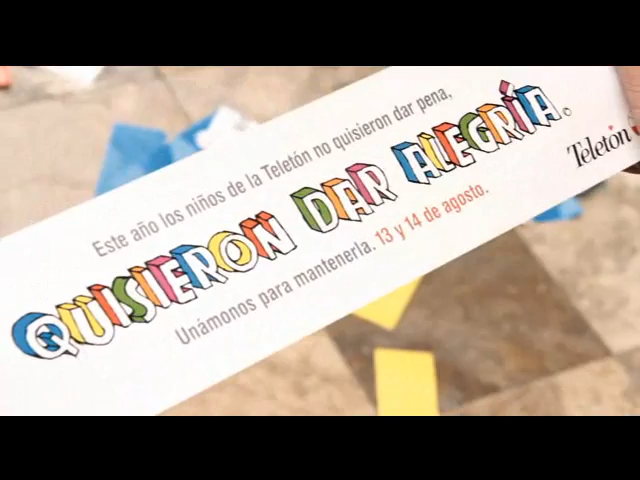 Este año los niños de la Teletón no quisieron dar pena,
QUISIERON DAR ALEGRÍA.
Unámonos para mantenerla. 13 y 14 de agosto.
Teletón